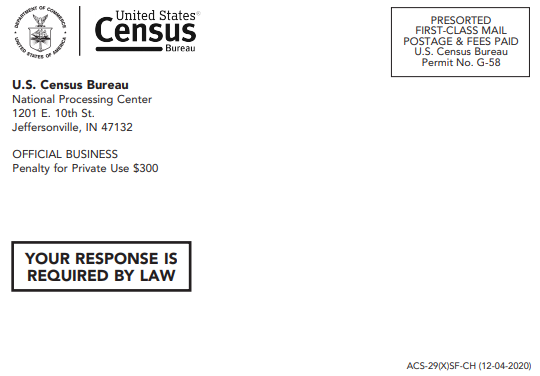 DEPARTMENT OF COMMERCE
UNITED STATES OF AMERICA
United States®
Census
Bureau
PRESORTED
FIRST-CLASS MAIL
POSTAGE & FEES PAID
U.S. Census Bureau
Permit No. G-58
U.S. Census Bureau
National Processing Center
1201 E. 10th St.
Jeffersonville, IN 47132
OFFICIAL BUSINESS
Penalty for Private Use $300
YOUR RESPONSE IS
REQUIRED BY LAW
ACS-29(X)SF-CH (12-04-2020)